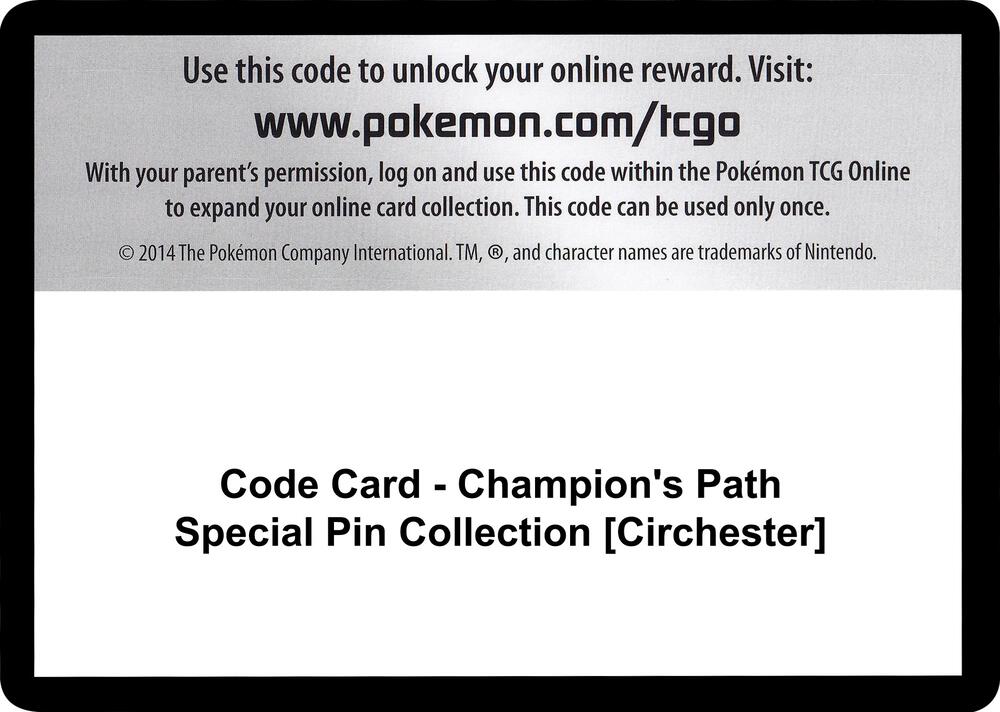 Use this code to unlock your online reward. Visit:
www.pokemon.com/tcgo
With your parent's permission, log on and use this code within the Pokémon TCG Online
to expand your online card collection. This code can be used only once.
© 2014 The Pokémon Company International. TM, ®, and character names are trademarks of Nintendo.
Code Card - Champion's Path
Special Pin Collection [Circhester]